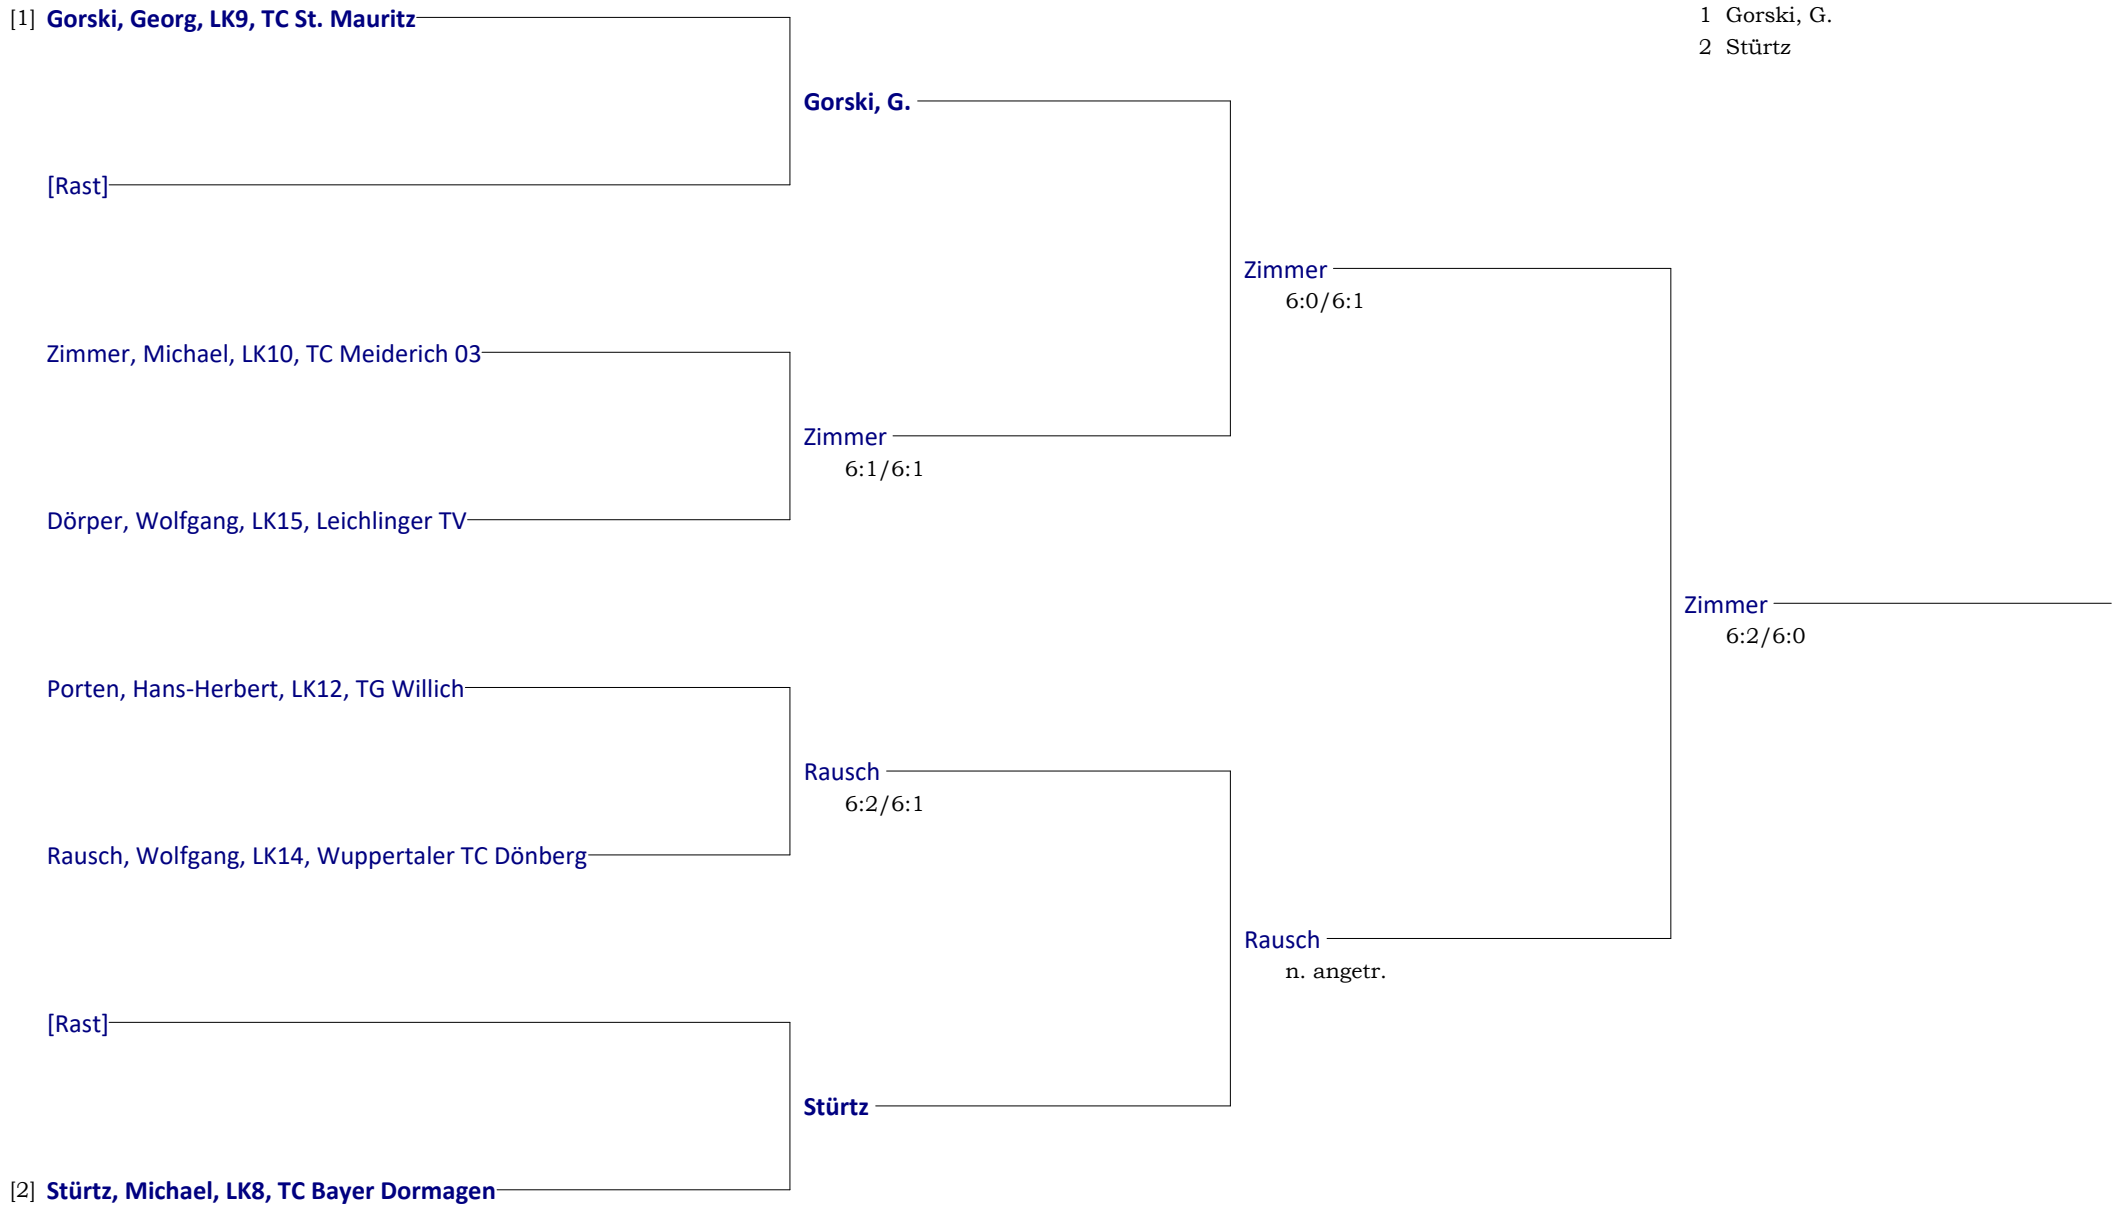 [1] Gorski, Georg, LK9, TC St. Mauritz
1 Gorski, G.
2 Stürtz
Gorski, G.
[Rast]
Zimmer
6:0/6:1
Zimmer, Michael, LK10, TC Meiderich 03
Zimmer
6:1/6:1
Dörper, Wolfgang, LK15, Leichlinger TV
Zimmer
6:2/6:0
Porten, Hans-Herbert, LK12, TG Willich
Rausch
6:2/6:1
Rausch, Wolfgang, LK14, Wuppertaler TC Dönberg
Rausch
n. angetr.
[Rast]
Stürtz
[2] Stürtz, Michael, LK8, TC Bayer Dormagen